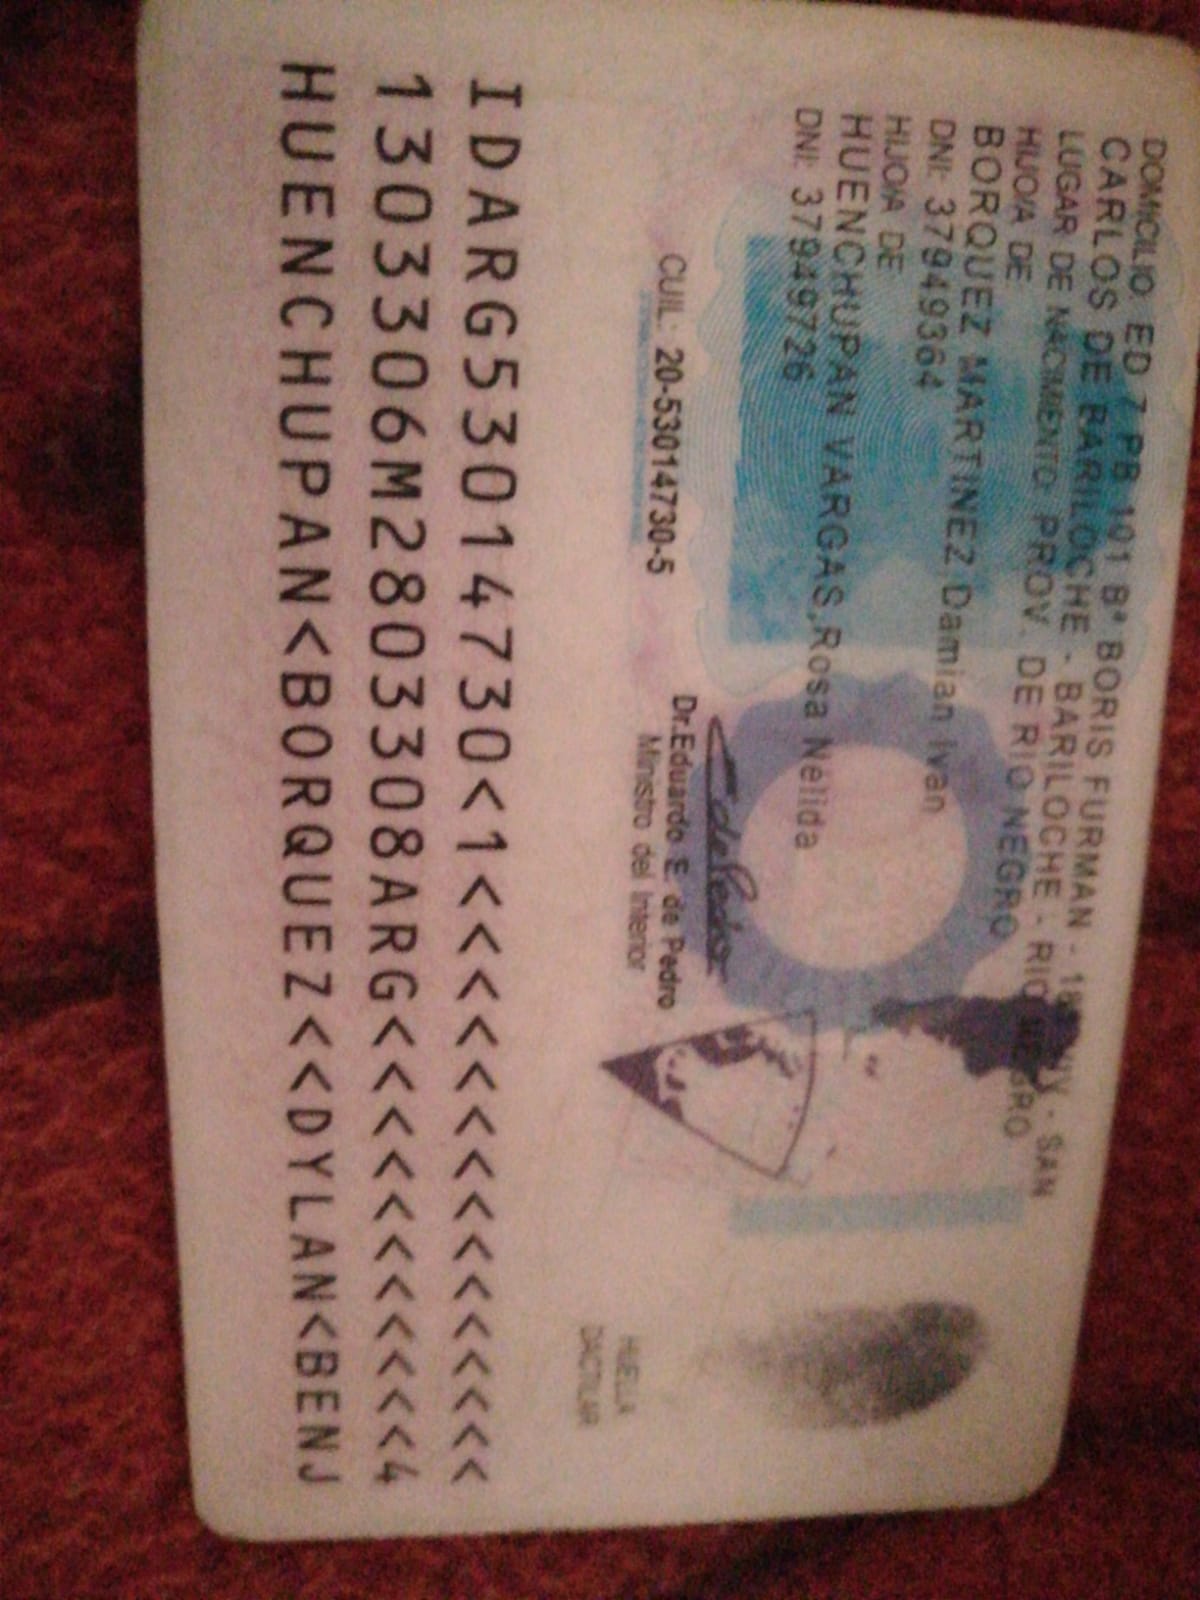 DOMICILIO: ED 7 PB 101 Bº BORIS FURMAN - - SAN
CARLOS DE BARILOCHE - BARILOCHE - RIO NEGRO
LUGAR DE NACIMIENTO: PROV. DE RIO NEGRO
HIJO/A DE
BORQUEZ MARTINEZ,Damian Ivan
DNI: 37949364
HIJO/A DE
HUENCHUPAN VARGAS,Rosa Nélida
DNI: 37949726
CUIL: 20-53014730-5
Dr.Eduardo E. de Pedro
Ministro del Interior
HUELLA
DACTILAR
IDARG53014730<1<<<<<<<<<<<<<<<
1303306M2803308ARG<<<<<<<<<<<4
HUENCHUPAN<BORQUEZ<<DYLAN<BENJ